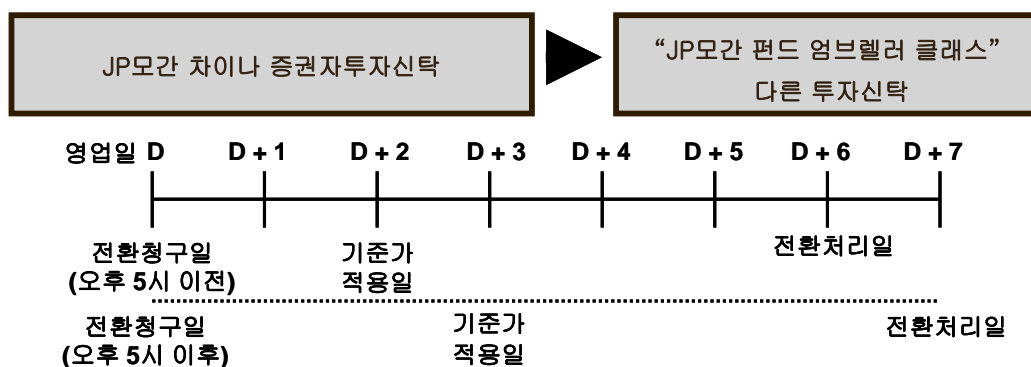 JP모간 차이나 증권자투자신탁
“JP모간 펀드 엄브렐러 클래스”
다른 투자신탁
영업일 D D + 1 D + 2 D + 3 D + 4 D + 5 D + 6 D + 7
전환청구일 기준가 전환처리일
(오후 5시 이전) 적용일
전환청구일 기준가 전환처리일
(오후 5시 이후) 적용일